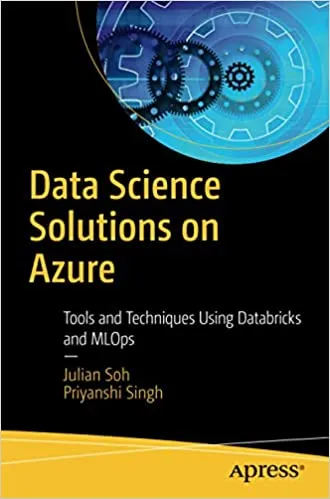 Data Science
Solutions on
Azure
Tools and Techniques Using Databricks
and MLOps
—
Julian Soh
Priyanshi Singh
Apress®